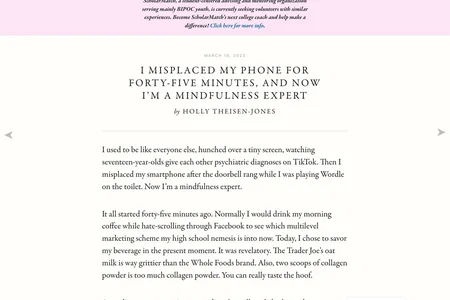 ScholarMatch, a student-centered advising and mentoring organization
serving mainly BIPOC youth, is currently seeking volunteers with similar
experiences. Become ScholarMatch's next college coach and help make a
difference! Click here for more info.
MARCH 18, 2022
I MISPLACED MY PHONE FOR
FORTY-FIVE MINUTES, AND NOW
I'M A MINDFULNESS EXPERT
by HOLLY THEISEN-JONES
I used to be like everyone else, hunched over a tiny screen, watching
seventeen-year-olds give each other psychiatric diagnoses on TikTok. Then I
misplaced my smartphone after the doorbell rang while I was playing Wordle
on the toilet. Now I'm a mindfulness expert.
It all started forty-five minutes ago. Normally I would drink my morning
coffee while hate-scrolling through Facebook to see which multilevel
marketing scheme my high school nemesis is into now. Today, I chose to savor
my beverage in the present moment. It was revelatory. The Trader Joe's oat
milk is way grittier than the Whole Foods brand. Also, two scoops of collagen
powder is too much collagen powder. You can really taste the hoof.